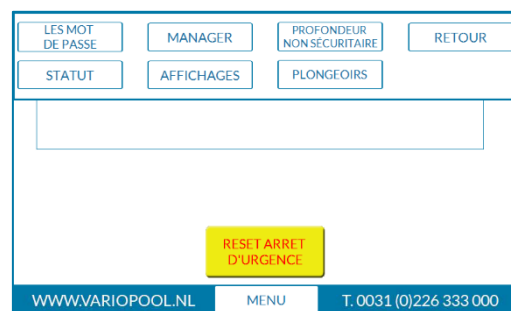 LES MOT
DE PASSE
MANAGER
PROFONDEUR
NON SÉCURITAIRE
RETOUR
STATUT
AFFICHAGES
PLONGEOIRS
RESET ARRET
D'URGENCE
WWW.VARIOPOOL.NL
MENU
T. 0031 (0)226 333 000